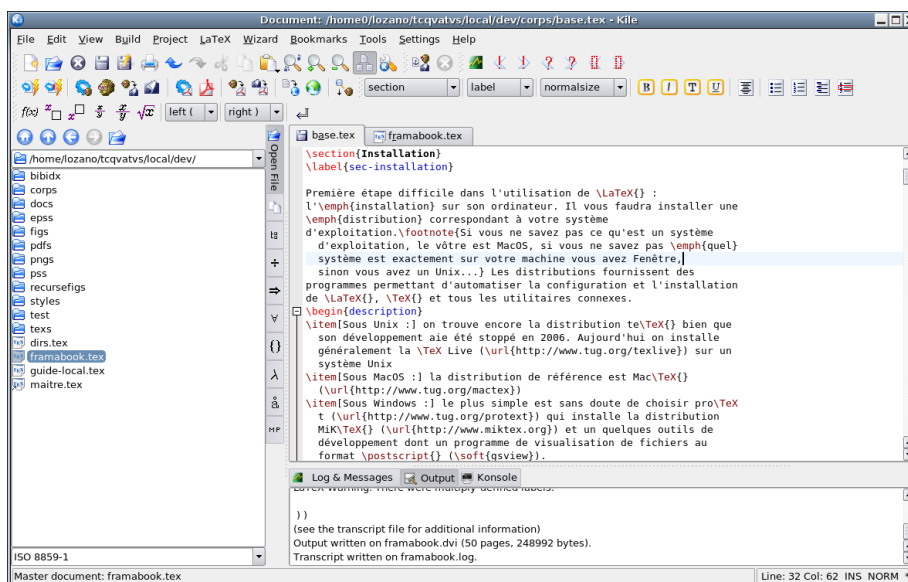 Document: /home0/lozano/tcqvatvs/local/dev/corps/base.tex - Kile
File Edit View Build Project LaTeX Wizard Bookmarks Tools Settings Help
section label normalsize B I T U
f(x) left ( right )
/home/lozano/tcqvatvs/local/dev/
bibidx
corps
docs
epss
figs
pdfs
pngs
pss
recursefigs
styles
test
texs
dirs.tex
framabook.tex
guide-local.tex
maitre.tex
ISO 8859-1
Open File
base.tex framabook.tex
\section{Installation}
\label{sec-installation}
Première étape difficile dans l'utilisation de \LaTeX{} :
l'\emph{installation} sur son ordinateur. Il vous faudra installer une
\emph{distribution} correspondant à votre système
d'exploitation.\footnote{Si vous ne savez pas ce qu'est un système
d'exploitation, le vôtre est MacOS, si vous ne savez pas \emph{quel}
système est exactement sur votre machine vous avez Fenêtre,
sinon vous avez un Unix...} Les distributions fournissent des
programmes permettant d'automatiser la configuration et l'installation
de \LaTeX{}, \TeX{} et tous les utilitaires connexes.
\begin{description}
\item[Sous Unix :] on trouve encore la distribution te\TeX{} bien que
son développement aie été stoppé en 2006. Aujourd'hui on installe
généralement la \TeX Live (\url{http://www.tug.org/texlive}) sur un
système Unix
\item[Sous MacOS :] la distribution de référence est Mac\TeX{}
(\url{http://www.tug.org/mactex})
\item[Sous Windows :] le plus simple est sans doute de choisir pro\TeX
t (\url{http://www.tug.org/protext}) qui installe la distribution
MiK\TeX{} (\url{http://www.miktex.org}) et un quelques outils de
développement dont un programme de visualisation de fichiers au
format \postscript{} (\soft{gsview}).
Log & Messages Output Konsole
LaTeX Warning: There were multiply-defined labels.
) )
(see the transcript file for additional information)
Output written on framabook.dvi (50 pages, 248992 bytes).
Transcript written on framabook.log.
Master document: framabook.tex
Line: 32 Col: 62 INS NORM *